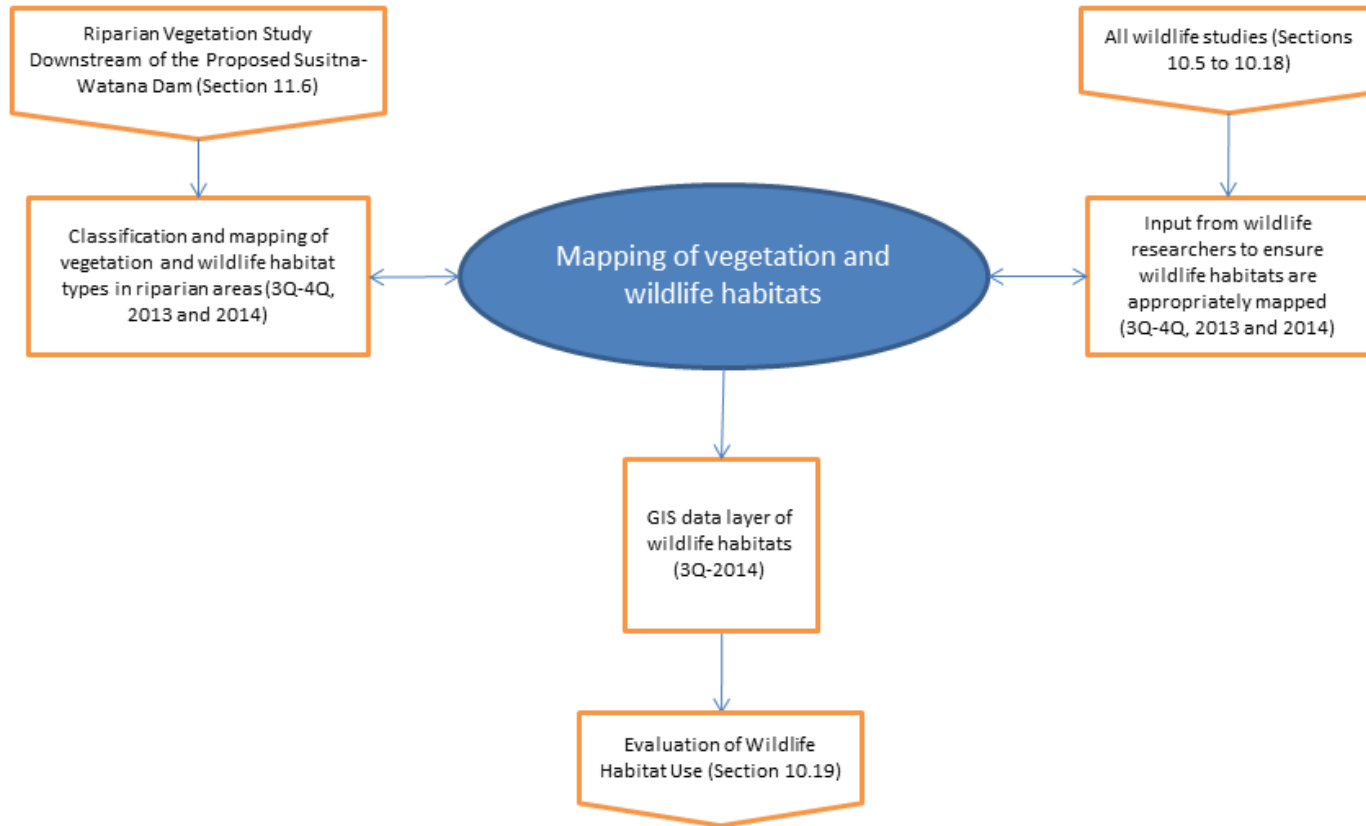 Riparian Vegetation Study
Downstream of the Proposed Susitna-
Watana Dam (Section 11.6)
All wildlife studies (Sections
10.5 to 10.18)
Classification and mapping of
vegetation and wildlife habitat
types in riparian areas (3Q-4Q,
2013 and 2014)
Mapping of vegetation and
wildlife habitats
Input from wildlife
researchers to ensure
wildlife habitats are
appropriately mapped
(3Q-4Q, 2013 and 2014)
GIS data layer of
wildlife habitats
(3Q-2014)
Evaluation of Wildlife
Habitat Use (Section 10.19)